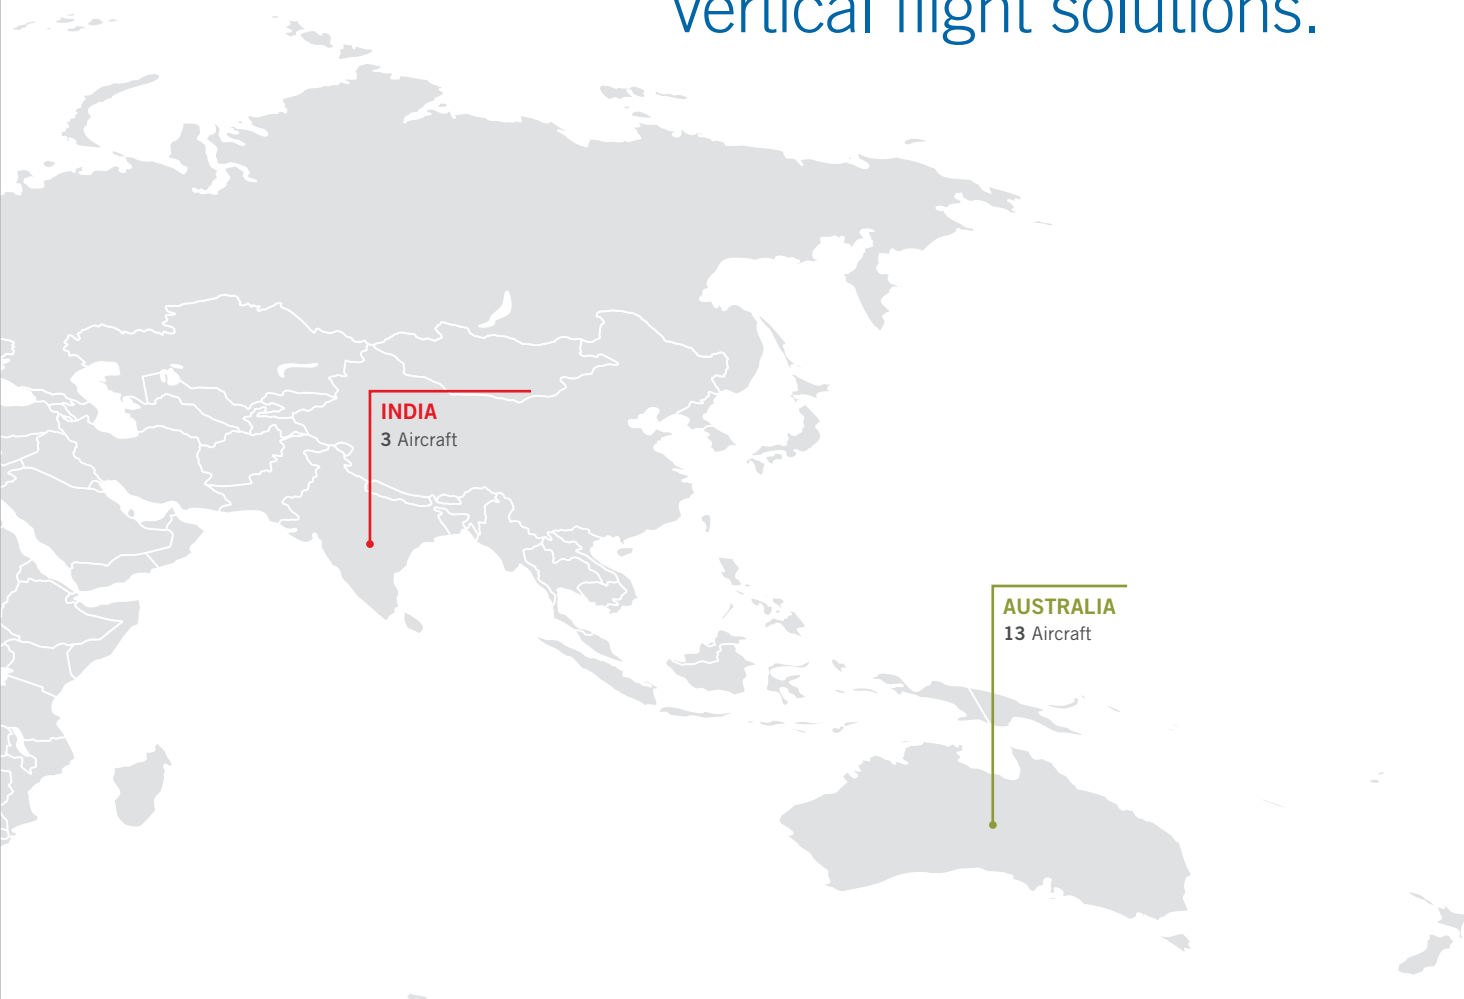 vertical flight solutions.
INDIA
3 Aircraft
AUSTRALIA
13 Aircraft